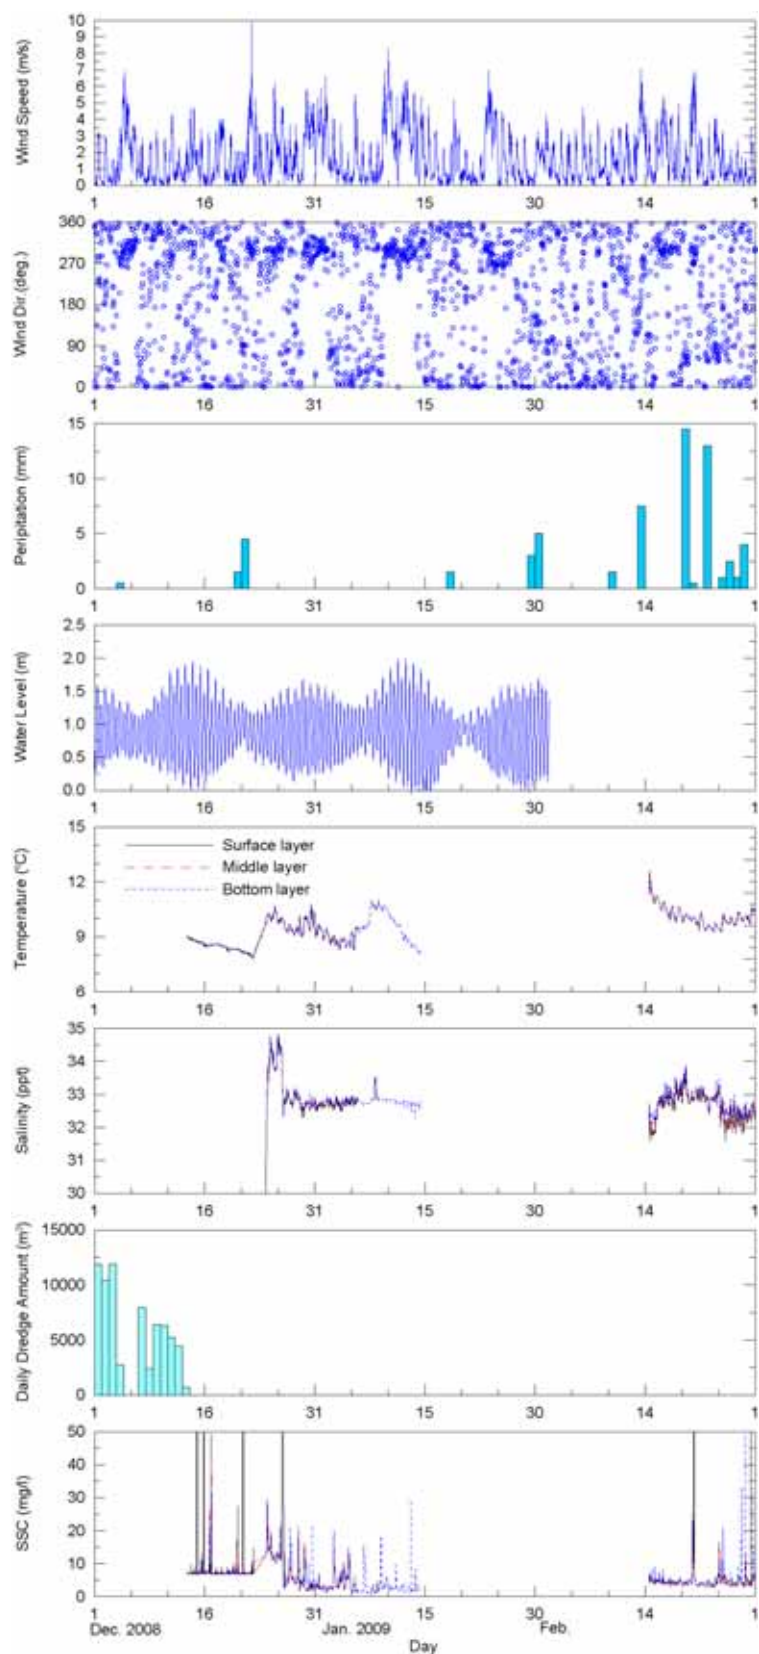 Wind Speed (m/s)
10
9
8
7
6
5
4
3
2
1
0
1 16 31 15 30 14 1
Wind Dir.(deg.)
360
270
180
90
0
1 16 31 15 30 14 1
Peripitation (mm)
15
10
5
0
1 16 31 15 30 14 1
Water Level (m)
2.5
2.0
1.5
1.0
0.5
0.0
1 16 31 15 30 14 1
Temperature (°C)
15
12
9
6
Surface layer
Middle layer
Bottom layer
1 16 31 15 30 14 1
Salinity (ppt)
35
34
33
32
31
30
1 16 31 15 30 14 1
Daily Dredge Amount (m³)
15000
10000
5000
0
1 16 31 15 30 14 1
SSC (mg/l)
50
40
30
20
10
0
1 16 31 15 30 14 1
Dec. 2008 Jan. 2009 Feb.
Day